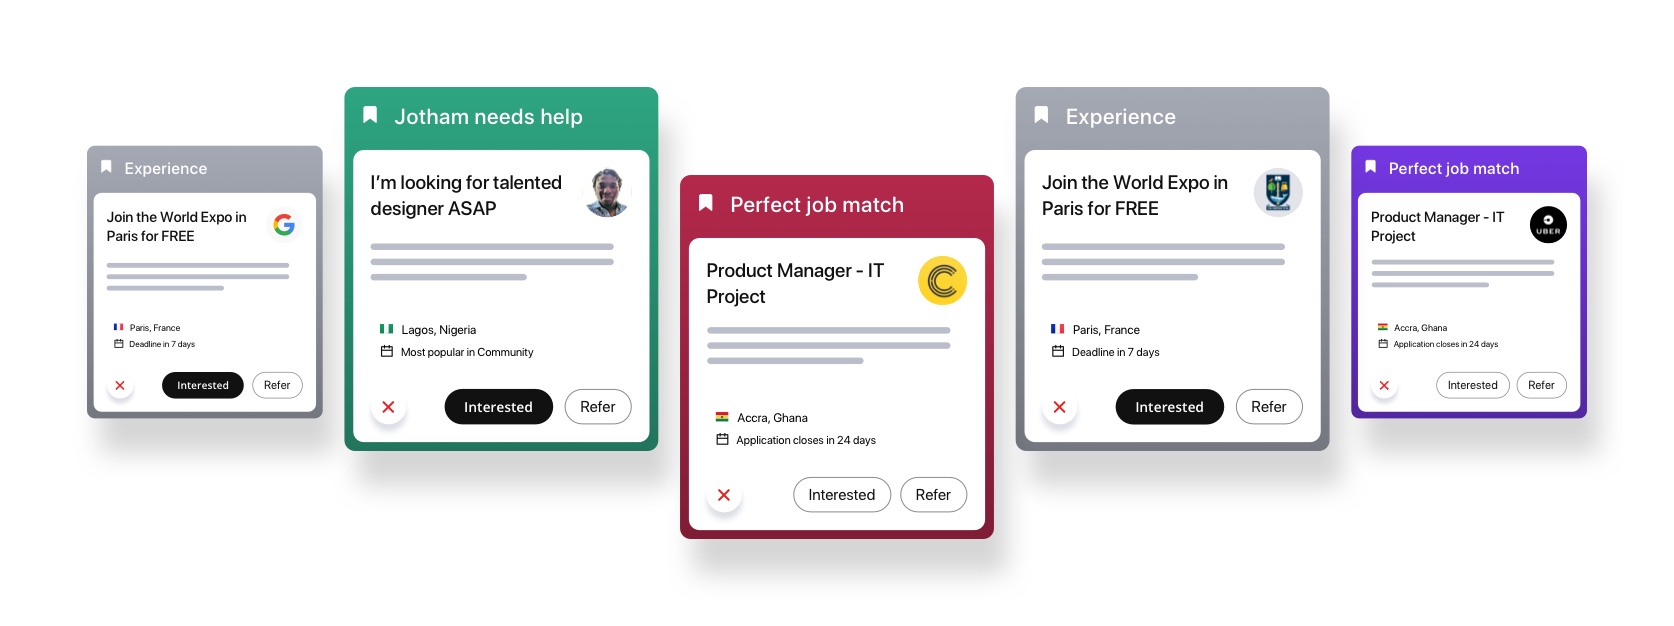 Experience
Join the World Expo in
Paris for FREE
Paris, France
Deadline in 7 days
Interested
Refer
Jotham needs help
I'm looking for talented
designer ASAP
Lagos, Nigeria
Most popular in Community
Interested
Refer
Perfect job match
Product Manager - IT
Project
Accra, Ghana
Application closes in 24 days
Interested
Refer
Experience
Join the World Expo in
Paris for FREE
Paris, France
Deadline in 7 days
Interested
Refer
Perfect job match
Product Manager - IT
Project
UBER
Accra, Ghana
Application closes in 24 days
Interested
Refer